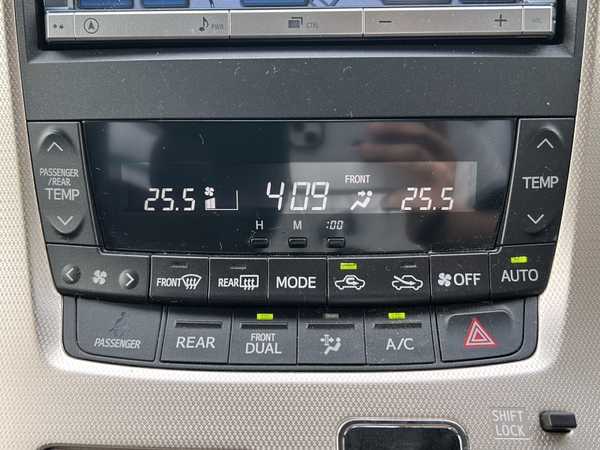 PWR
CTRL
VOL
PASSENGER
/REAR
TEMP
25.5
4:09
FRONT
25.5
TEMP
H
M
:00
FRONT
REAR
MODE
OFF
AUTO
PASSENGER
REAR
FRONT
DUAL
A/C
SHIFT
LOCK